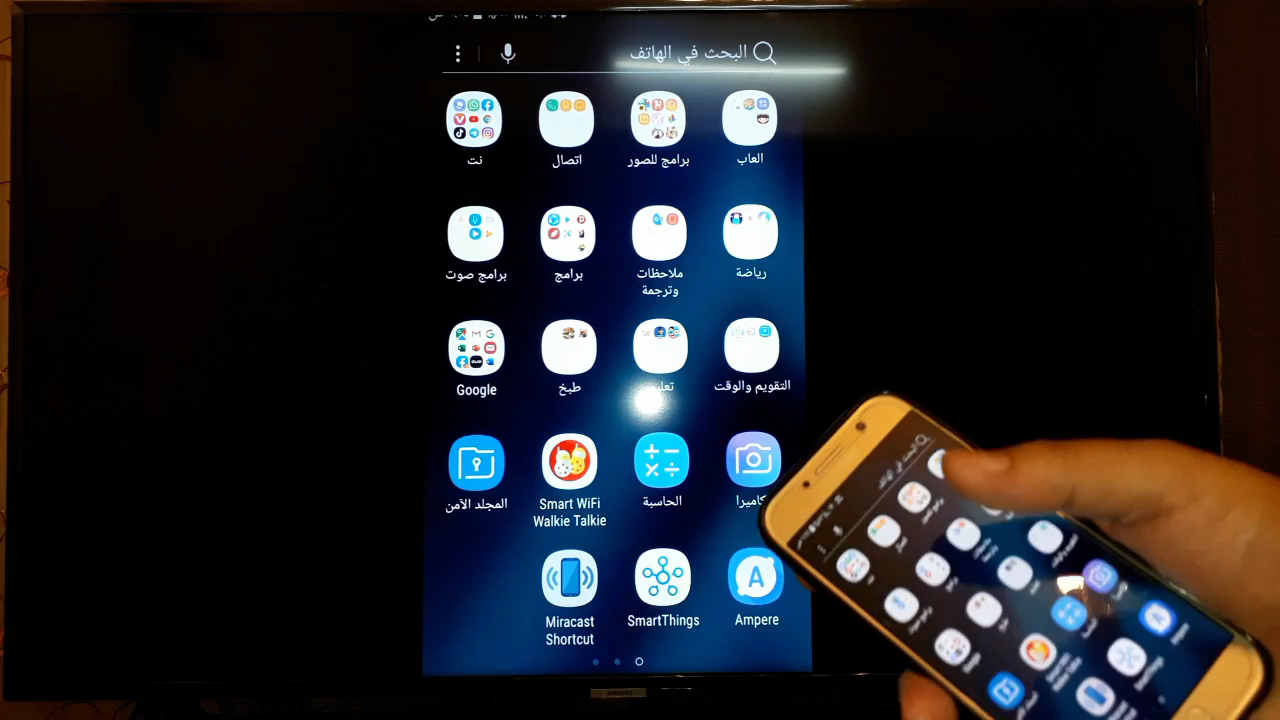 البحث في الهاتف
العاب
برامج للصور
اتصال
نت
رياضة
ملاحظات
وترجمة
برامج
برامج صوت
التقويم والوقت
طبخ
Google
الحاسبة
Smart WiFi
Walkie Talkie
المجلد الآمن
Ampere
SmartThings
Miracast
Shortcut
SAMSUNG